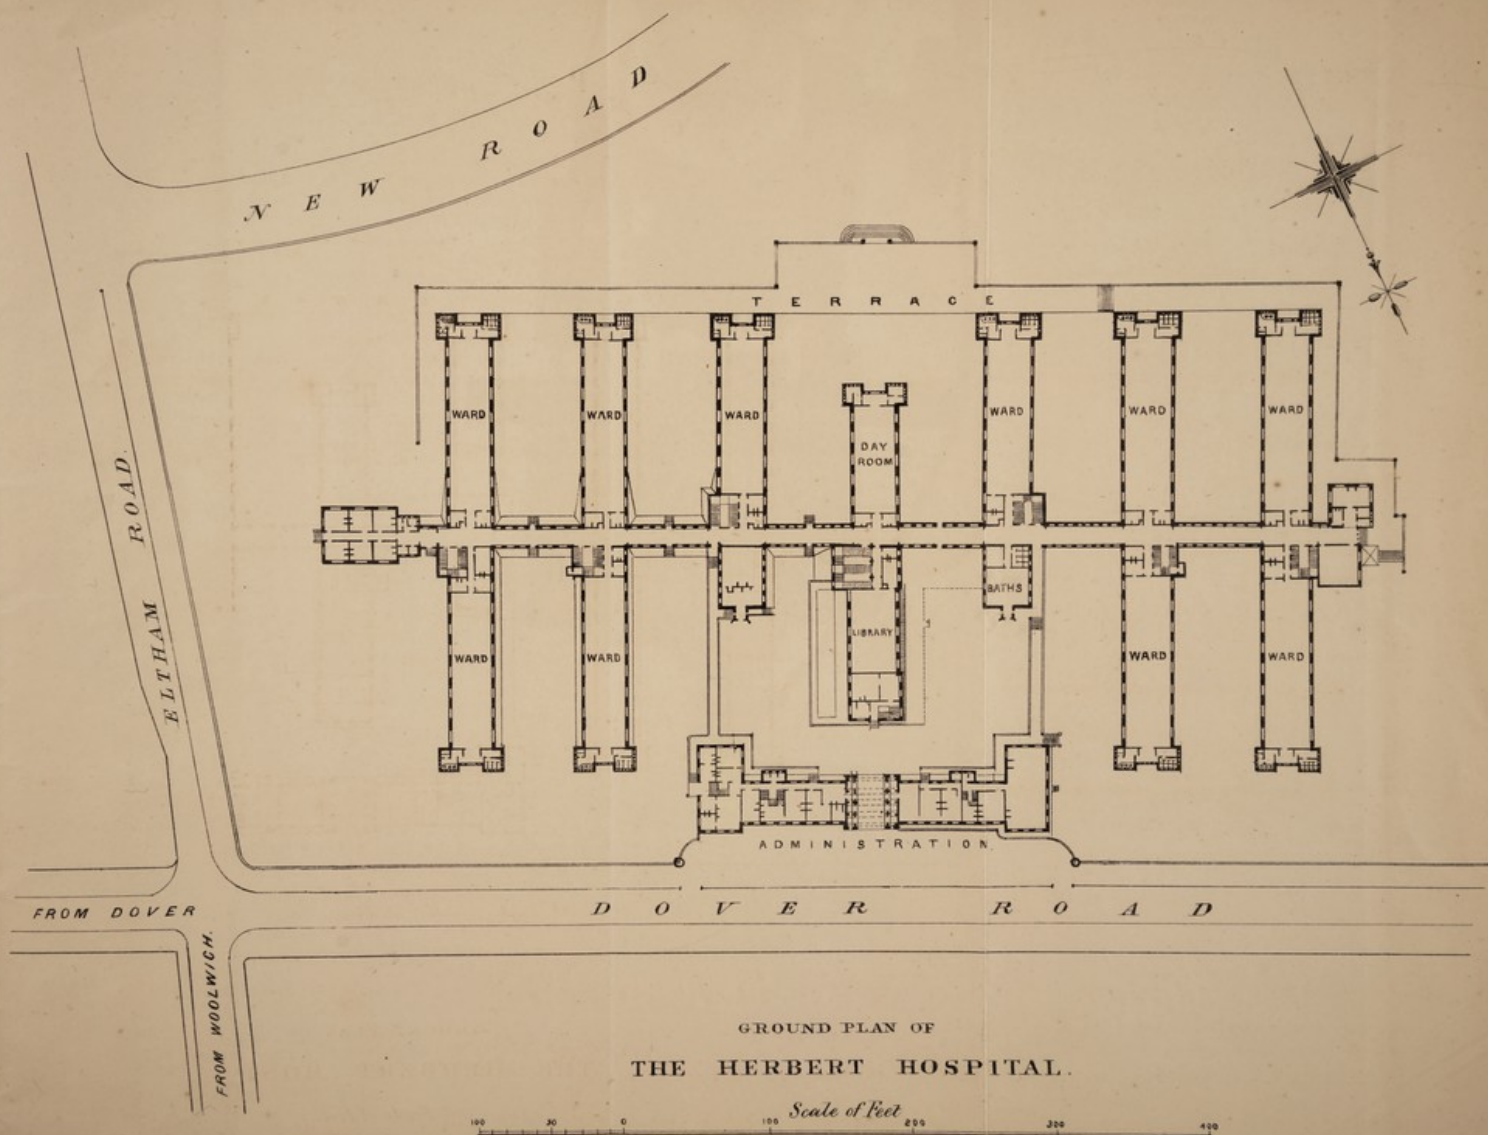 NEW ROAD
TERRACE
WARD
WARD
WARD
WARD
WARD
WARD
DAY
ROOM
ELTHAM ROAD.
BATHS
LIBRARY
WARD
WARD
WARD
WARD
ADMINISTRATION
FROM DOVER
DOVER ROAD
FROM WOOLWICH.
GROUND PLAN OF
THE HERBERT HOSPITAL.
Scale of Feet
100 50 0 100 200 300 400